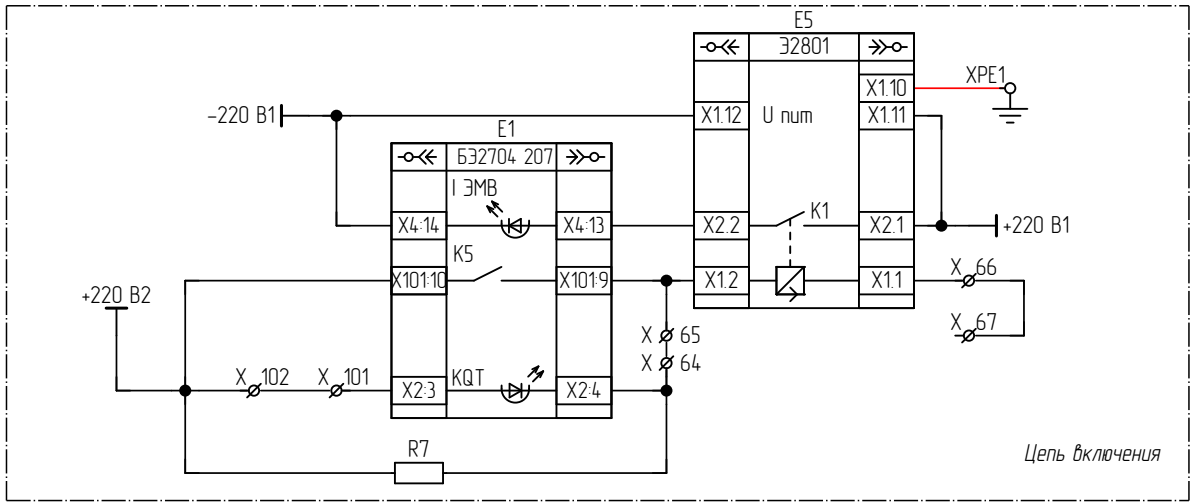 E5
Э2801
X1.10
XPE1
−220 В1
X1.12
U пит
X1.11
E1
БЭ2704 207
I ЭМВ
X4:14
X4:13
X2.2
K1
X2.1
+220 В1
K5
X101:10
X101:9
X1.2
X1.1
X 66
+220 В2
X 65
X 67
X 64
X 102
X 101
X2:3
KQT
X2:4
R7
Цепь включения